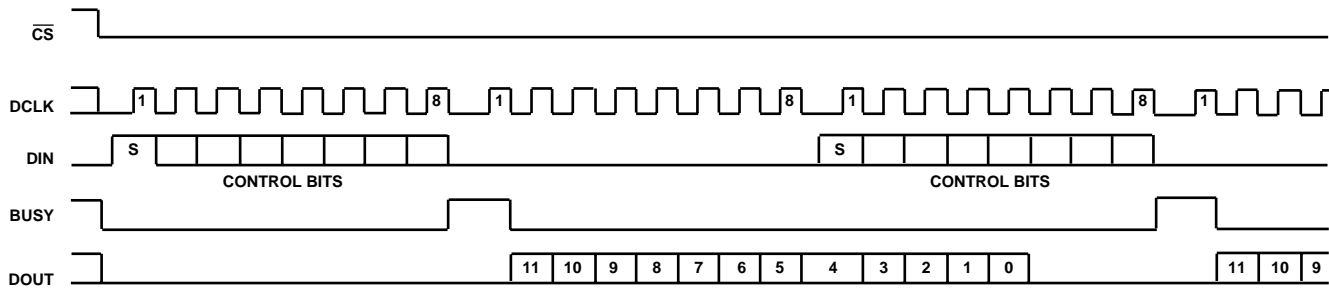 CS
DCLK 1 8 1 8 1 8 1
DIN S S
CONTROL BITS CONTROL BITS
BUSY
DOUT 11 10 9 8 7 6 5 4 3 2 1 0 11 10 9